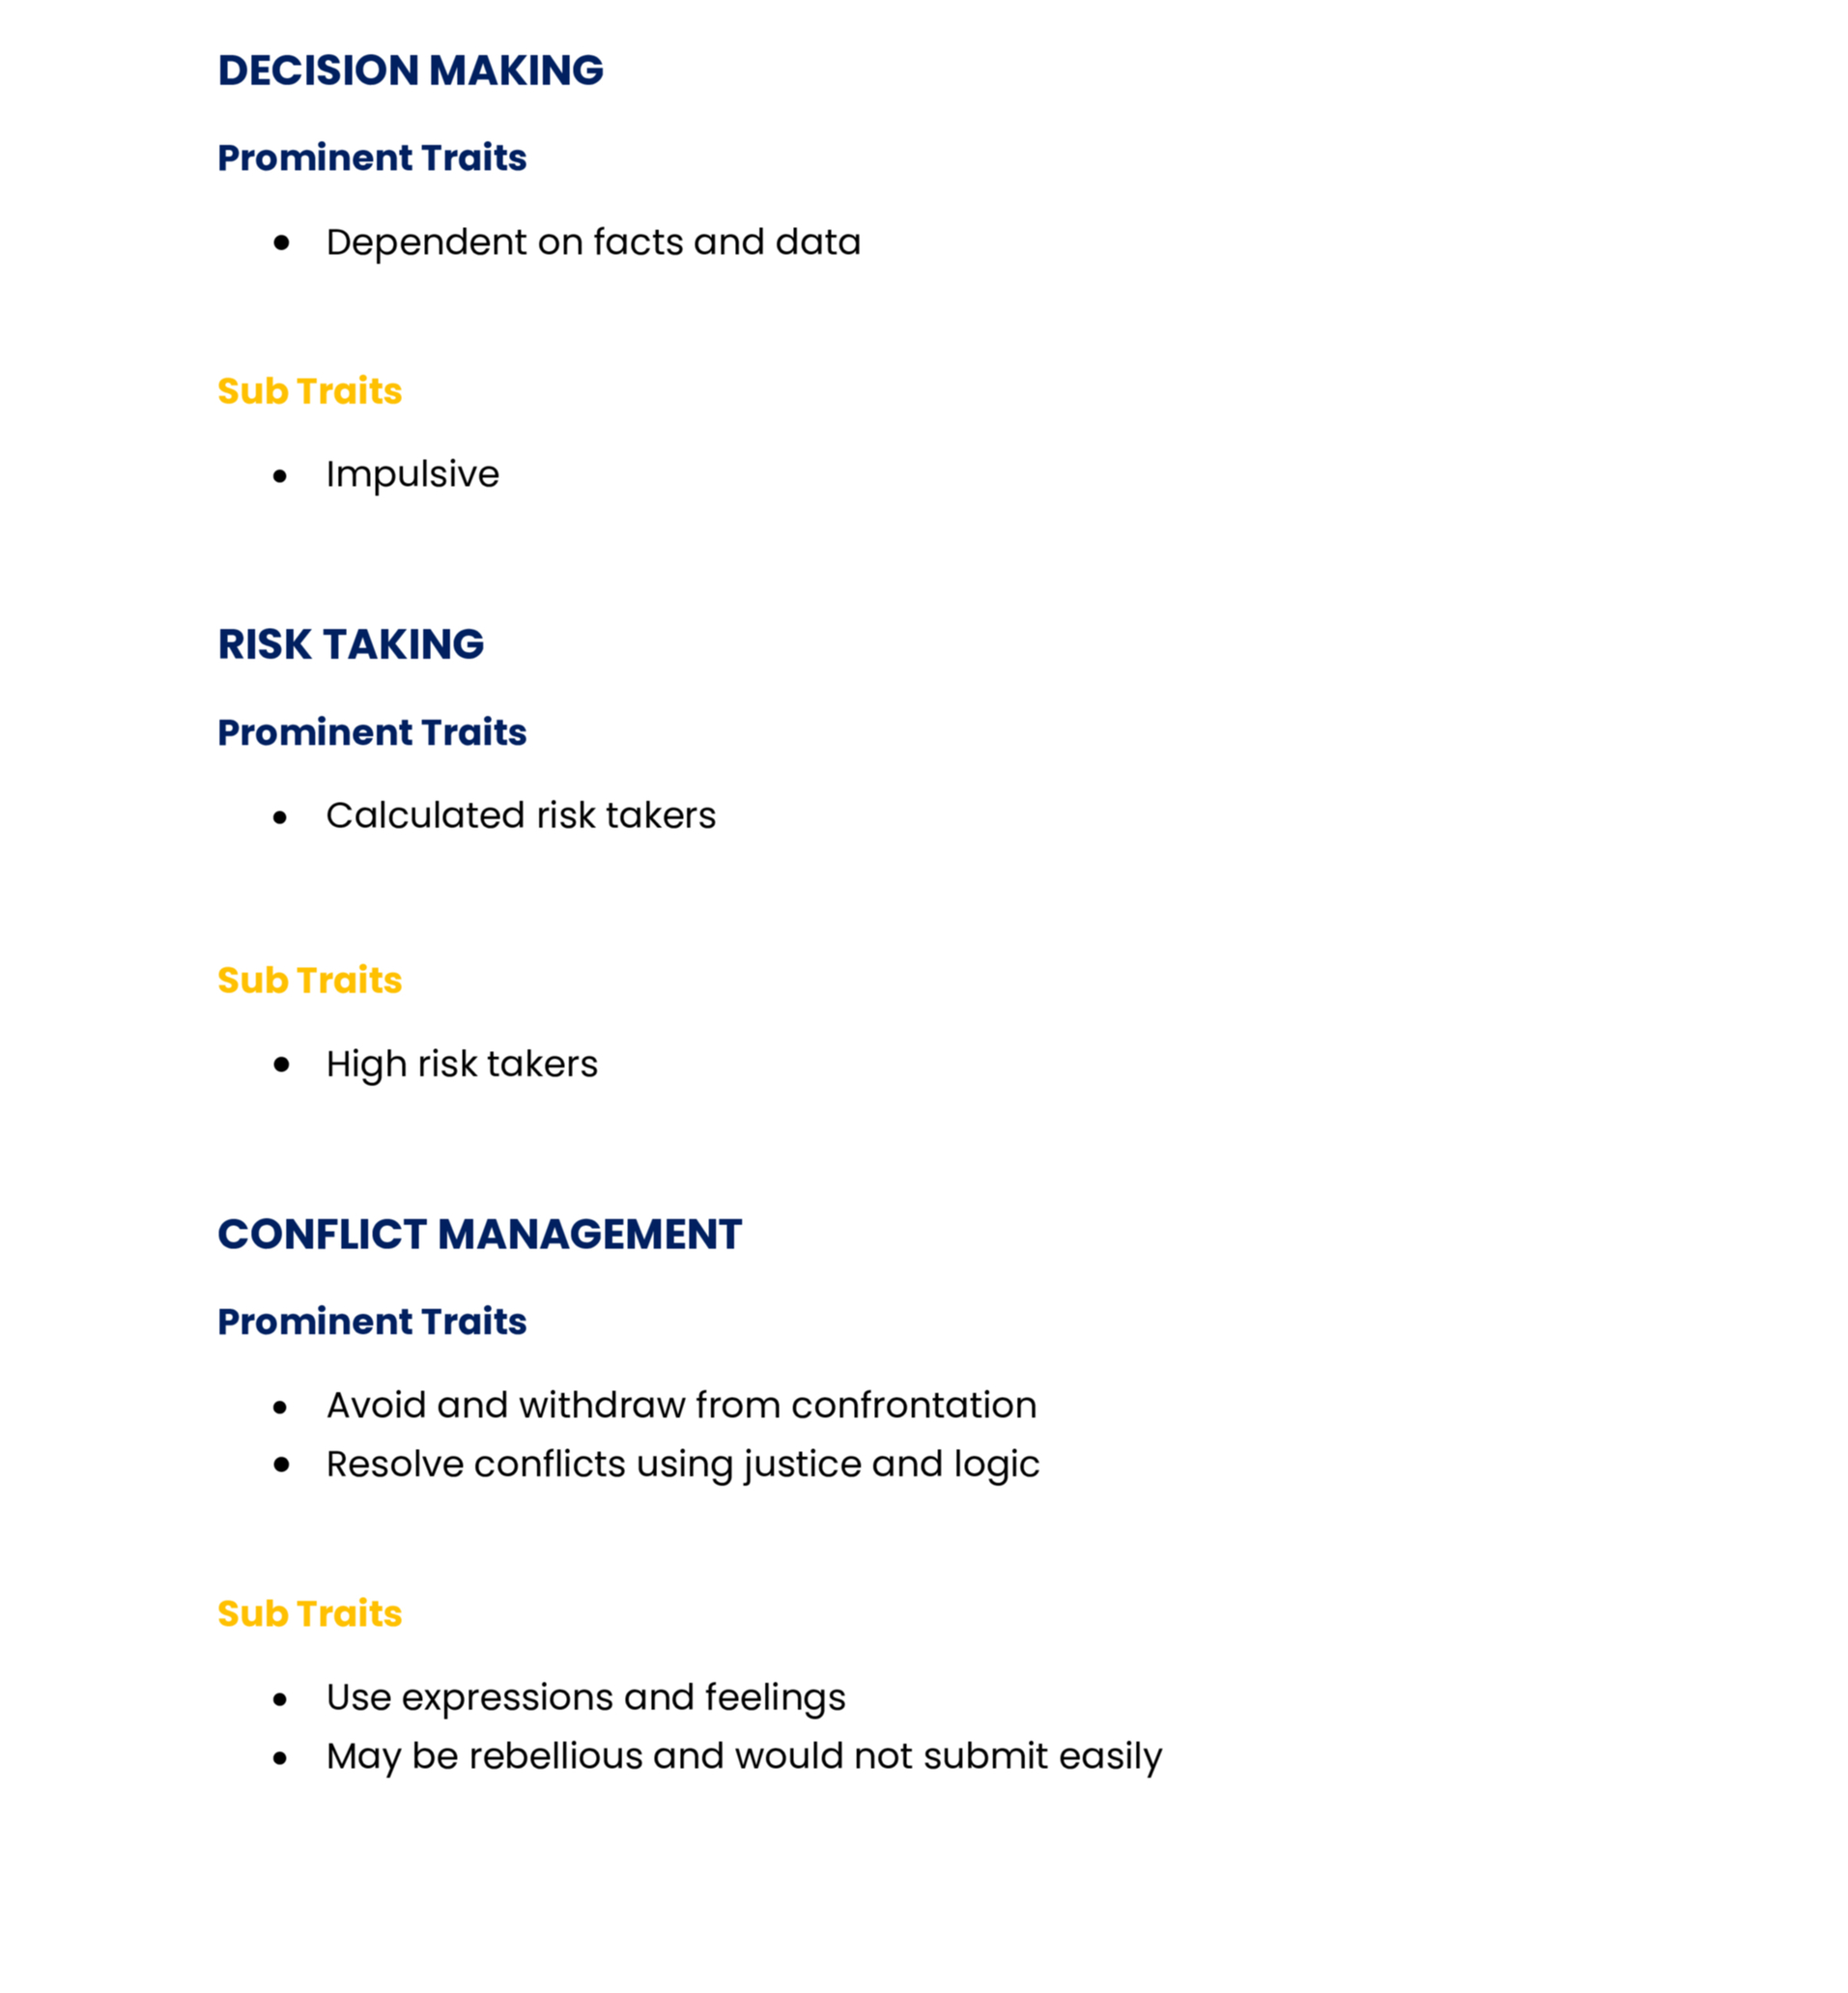 DECISION MAKING
Prominent Traits
● Dependent on facts and data
Sub Traits
● Impulsive
RISK TAKING
Prominent Traits
● Calculated risk takers
Sub Traits
● High risk takers
CONFLICT MANAGEMENT
Prominent Traits
● Avoid and withdraw from confrontation
● Resolve conflicts using justice and logic
Sub Traits
● Use expressions and feelings
● May be rebellious and would not submit easily